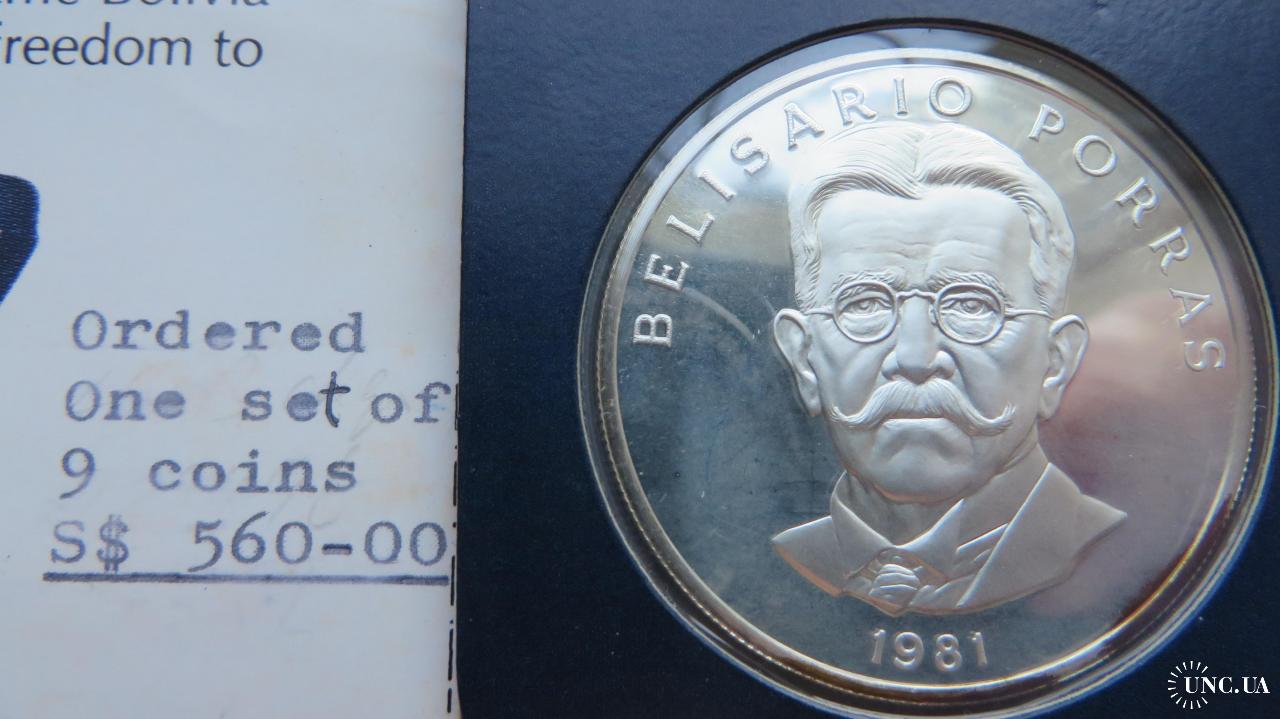 freedom to
Ordered
One set of
9 coins
S$ 560-00
BELISARIO PORRAS
1981
UNC.UA